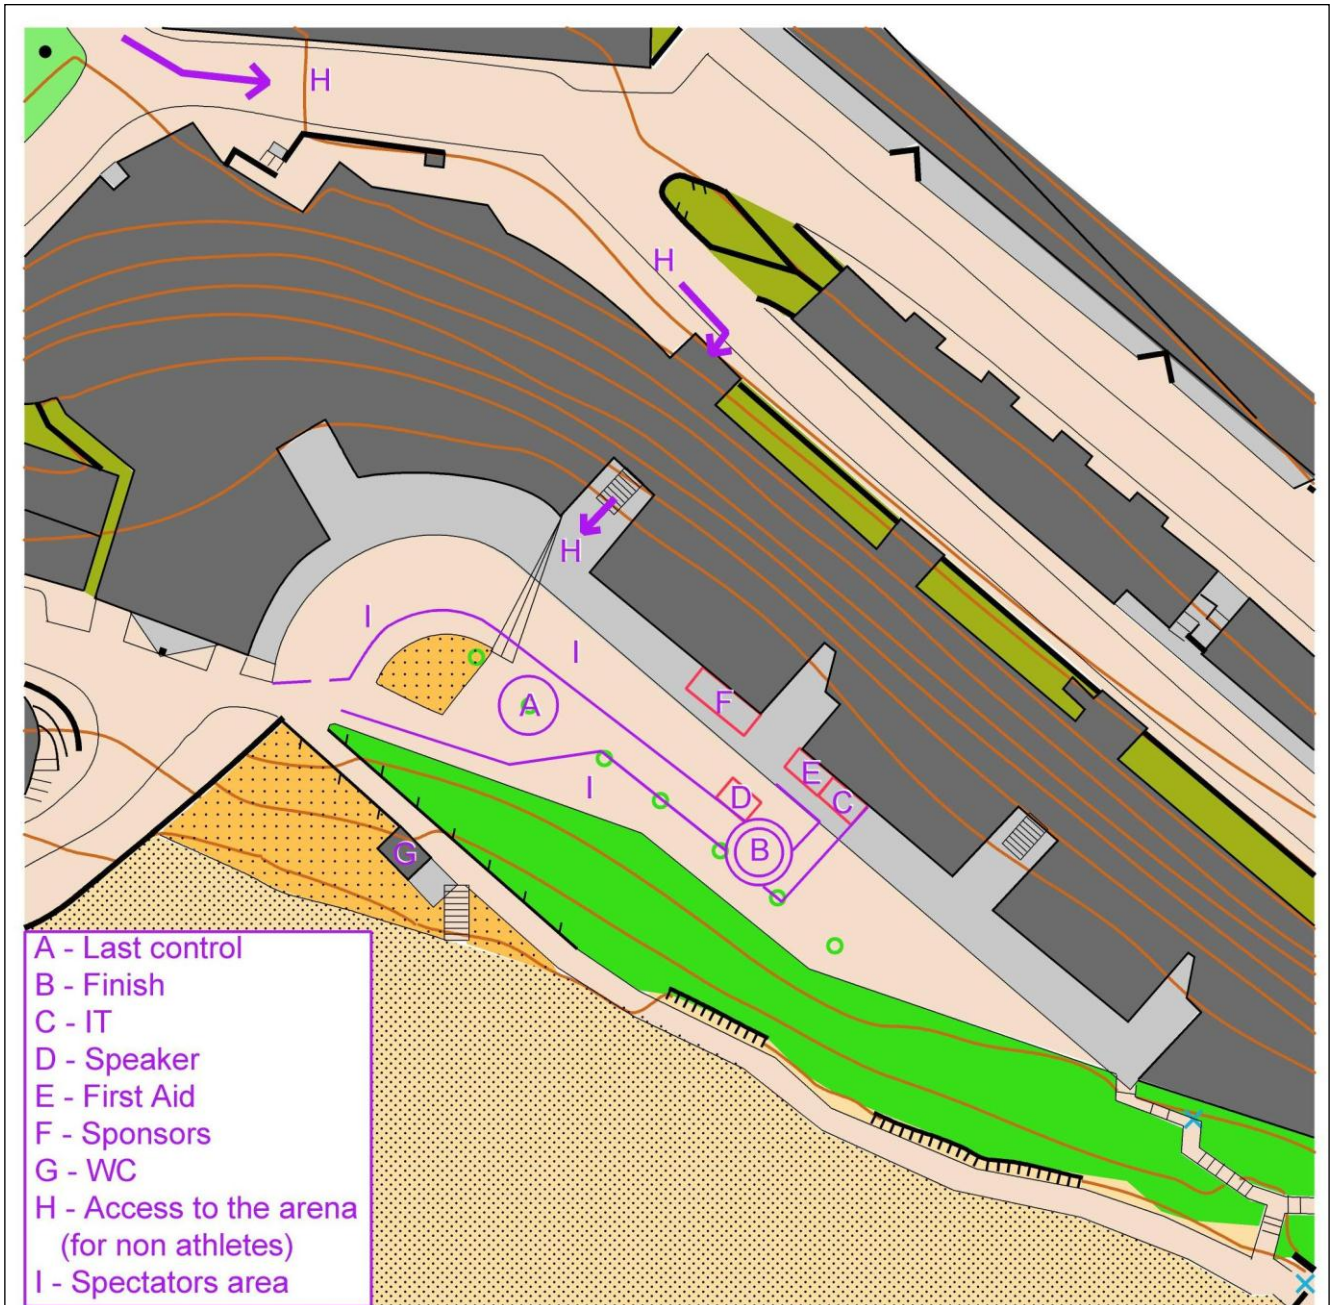 H
H
H
I
I
F
A
E
D
C
I
B
G
A - Last control
B - Finish
C - IT
D - Speaker
E - First Aid
F - Sponsors
G - WC
H - Access to the arena
(for non athletes)
I - Spectators area